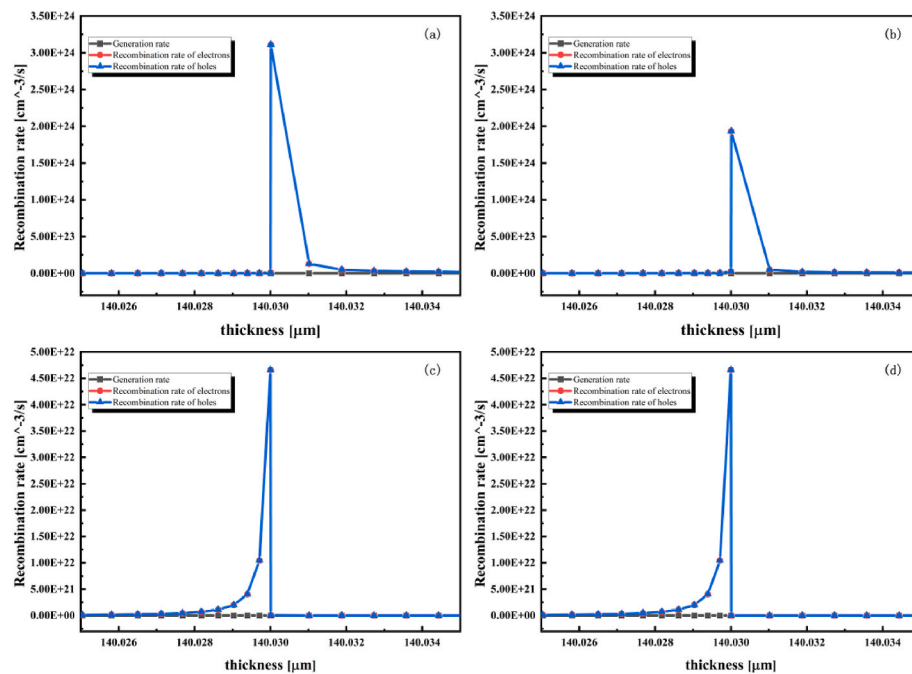 (a)
Generation rate
Recombination rate of electrons
Recombination rate of holes
Recombination rate [cm^-3/s]
3.50E+24
3.00E+24
2.50E+24
2.00E+24
1.50E+24
1.00E+24
5.00E+23
0.00E+00
140.026
140.028
140.030
140.032
140.034
thickness [μm]
(b)
Generation rate
Recombination rate of electrons
Recombination rate of holes
Recombination rate [cm^-3/s]
3.50E+24
3.00E+24
2.50E+24
2.00E+24
1.50E+24
1.00E+24
5.00E+23
0.00E+00
140.026
140.028
140.030
140.032
140.034
thickness [μm]
(c)
Generation rate
Recombination rate of electrons
Recombination rate of holes
Recombination rate [cm^-3/s]
5.00E+22
4.50E+22
4.00E+22
3.50E+22
3.00E+22
2.50E+22
2.00E+22
1.50E+22
1.00E+22
5.00E+21
0.00E+00
140.026
140.028
140.030
140.032
140.034
thickness [μm]
(d)
Generation rate
Recombination rate of electrons
Recombination rate of holes
Recombination rate [cm^-3/s]
5.00E+22
4.50E+22
4.00E+22
3.50E+22
3.00E+22
2.50E+22
2.00E+22
1.50E+22
1.00E+22
5.00E+21
0.00E+00
140.026
140.028
140.030
140.032
140.034
thickness [μm]